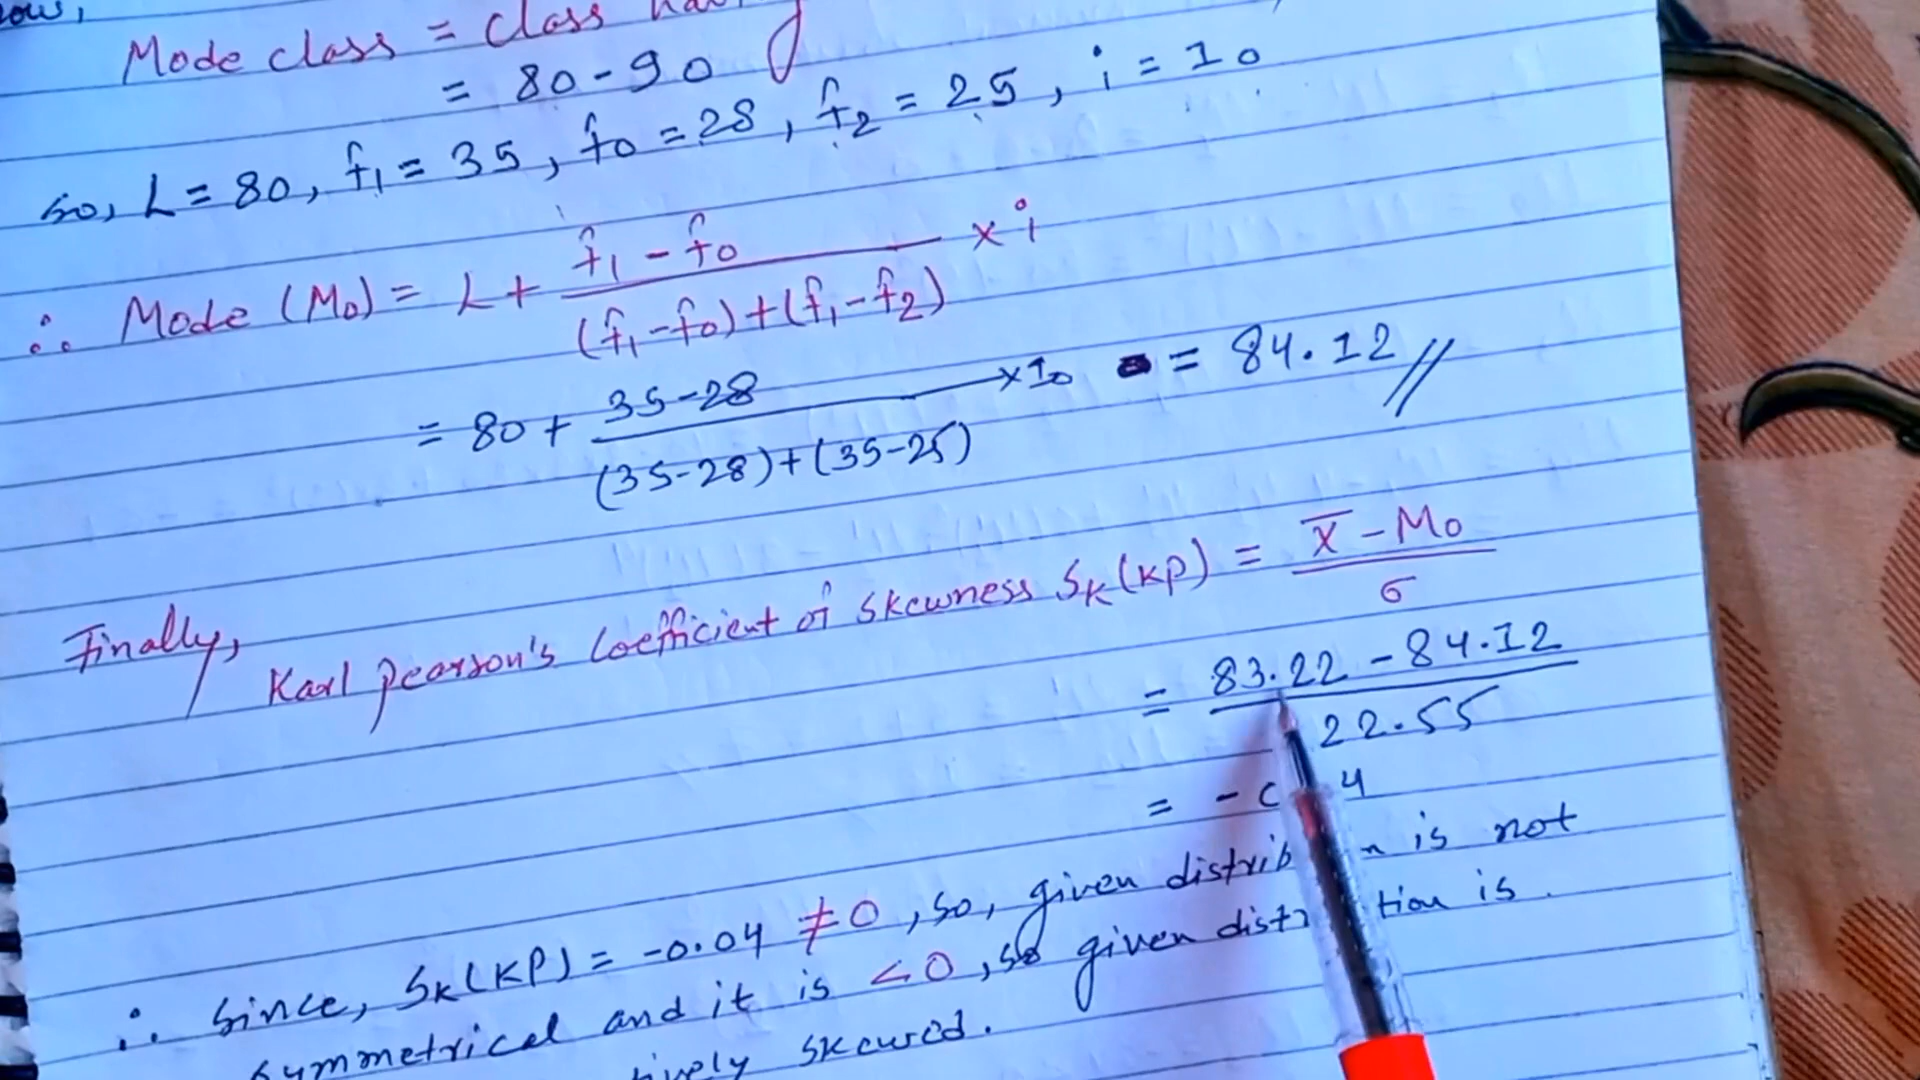 Mode class = class
= 80-90
so, L = 80, f₁ = 35, f₀ = 28, f₂ = 25, i = 10
∴ Mode (M₀) = L + (f₁ - f₀) / ((f₁ - f₀) + (f₁ - f₂)) × i
= 80 + (35-28) / ((35-28) + (35-25)) × 10 = 84.12 //
Finally,
Karl Pearson's Coefficient of skewness Sₖ(KP) = (X̅ - M₀) / σ
= (83.22 - 84.12) / 22.55
= - 4
∴ Since, Sₖ(KP) = -0.04 ≠ 0, so, given is not
symmetrical and it is < 0, so given is.
skewed.